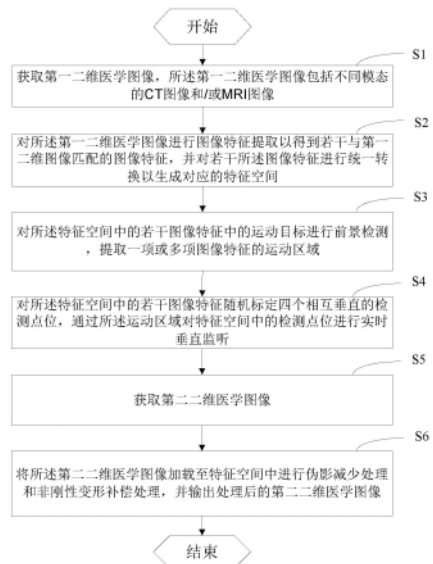 开始
S1
获取第一二维医学图像，所述第一二维医学图像包括不同模态
的CT图像和/或MRI图像
S2
对所述第一二维医学图像进行图像特征提取以得到若干与第一
二维图像匹配的图像特征，并对若干所述图像特征进行统一转
换以生成对应的特征空间
S3
对所述特征空间中的若干图像特征中的运动目标进行前景检测
，提取一项或多项图像特征的运动区域
S4
对所述特征空间中的若干图像特征随机标定四个相互垂直的检
测点位，通过所述运动区域对特征空间中的检测点位进行实时
垂直监听
S5
获取第二二维医学图像
S6
将所述第二二维医学图像加载至特征空间中进行伪影减少处理
和非刚性变形补偿处理，并输出处理后的第二二维医学图像
结束